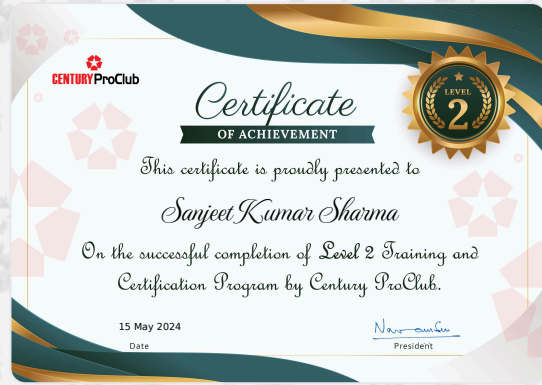 CENTURY ProClub
Certificate
OF ACHIEVEMENT
LEVEL
2
This certificate is proudly presented to
Sanjeet Kumar Sharma
On the successful completion of Level 2 Training and
Certification Program by Century ProClub.
15 May 2024
Date
President